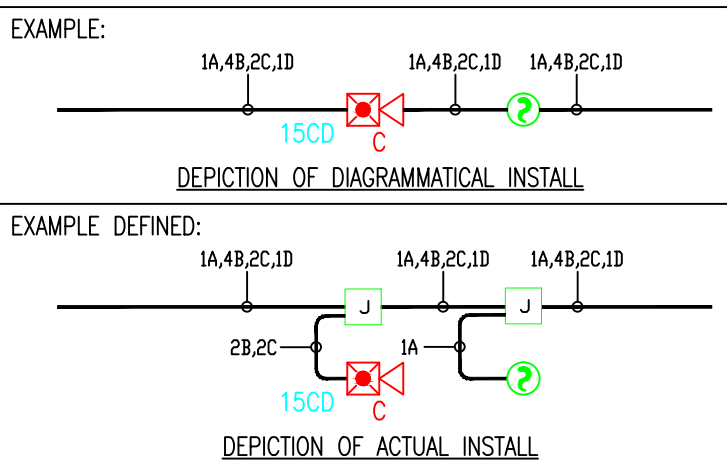 EXAMPLE:
1A,4B,2C,1D 1A,4B,2C,1D 1A,4B,2C,1D
15CD
C
DEPICTION OF DIAGRAMMATICAL INSTALL
EXAMPLE DEFINED:
1A,4B,2C,1D 1A,4B,2C,1D 1A,4B,2C,1D
J J
2B,2C 1A
15CD
C
DEPICTION OF ACTUAL INSTALL